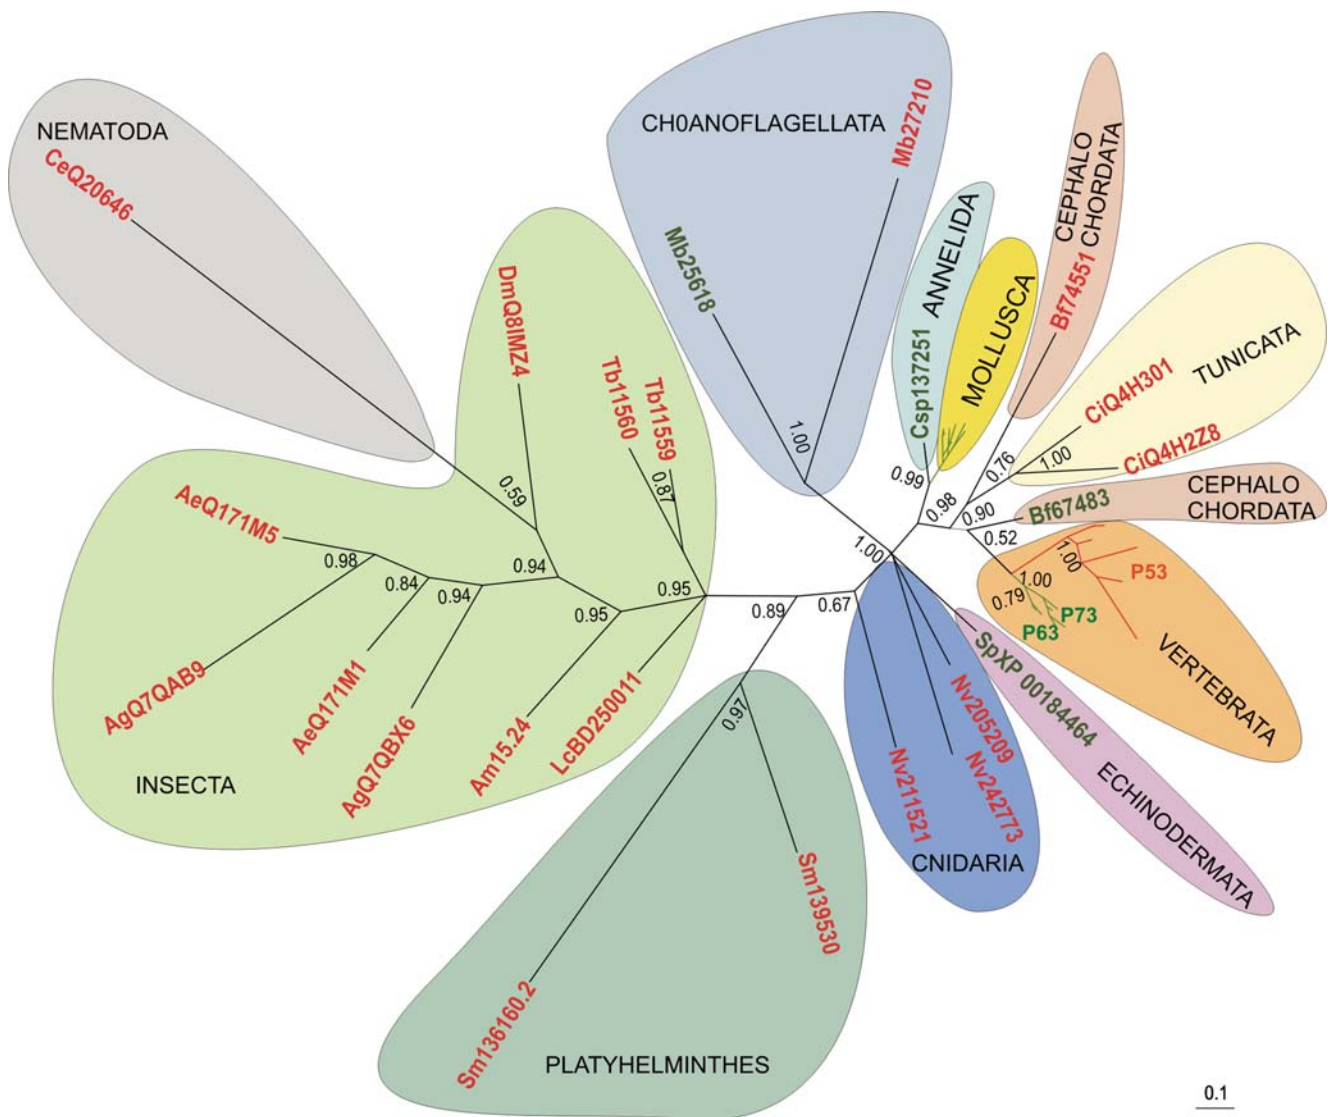 NEMATODA
CeQ20646
CH0ANOFLAGELLATA
Mb27210
Mb25618
1.00
ANNELIDA
Csp137251
0.99
MOLLUSCA
CEPHALO
CHORDATA
Bf74551
TUNICATA
CiQ4H301
CiQ4H2Z8
1.00
0.76
0.98
0.90
CEPHALO
CHORDATA
Bf67483
0.52
1.00
1.00
0.79
P53
P73
P63
VERTEBRATA
SpXP 00184464
ECHINODERMATA
1.00
Nv205209
Nv242773
Nv211521
CNIDARIA
0.67
0.89
DmQ8IMZ4
Tb11560
Tb11559
0.87
0.59
AeQ171M5
0.98
0.84
0.94
0.94
0.95
0.95
AgQ7QAB9
AeQ171M1
AgQ7QBX6
Am15.24
LcBD250011
INSECTA
0.97
Sm139530
Sm136160.2
PLATYHELMINTHES
0.1